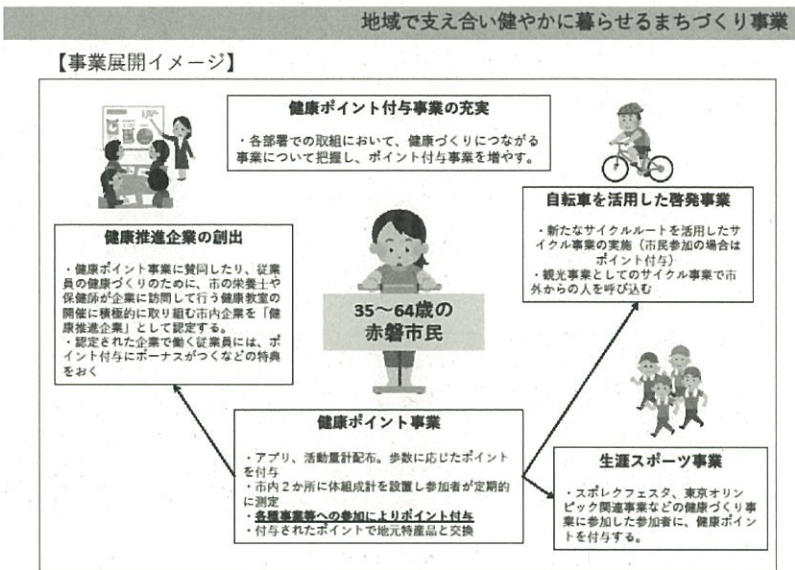 地域で支え合い健やかに暮らせるまちづくり事業
【事業展開イメージ】
健康ポイント付与事業の充実
・各部署での取組において、健康づくりにつながる
事業について把握し、ポイント付与事業を増やす。
自転車を活用した啓発事業
・新たなサイクルルートを活用したサ
イクル事業の実施（市民参加の場合は
ポイント付与）
・観光事業としてのサイクル事業で市
外からの人を呼び込む
健康推進企業の創出
・健康ポイント事業に賛同したり、従業
員の健康づくりのために、市の栄養士や
保健師が企業に訪問して行う健康教室の
開催に積極的に取り組む市内企業を「健
康推進企業」として認定する。
・認定された企業で働く従業員には、ポ
イント付与にボーナスがつくなどの特典
をおく
35～64歳の
赤磐市民
健康ポイント事業
・アプリ、活動量計配布。歩数に応じたポイント
を付与
・市内２か所に体組成計を設置し参加者が定期的
に測定
・各種事業等への参加によりポイント付与
・付与されたポイントで地元特産品と交換
生涯スポーツ事業
・スポレクフェスタ、東京オリン
ピック関連事業などの健康づくり事
業に参加した参加者に、健康ポイン
トを付与する。